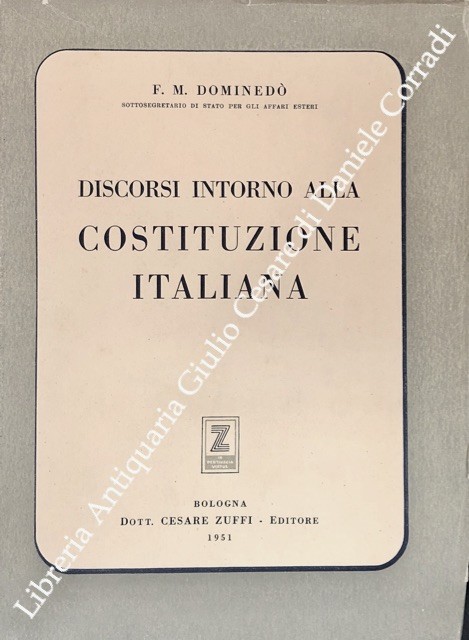 F. M. DOMINEDÒ
SOTTOSEGRETARIO DI STATO PER GLI AFFARI ESTERI
DISCORSI INTORNO ALLA
COSTITUZIONE
ITALIANA
Z
BOLOGNA
DOTT. CESARE ZUFFI - EDITORE
1951
Libreria Antiquaria Giulio Cesare di Daniele Corradi